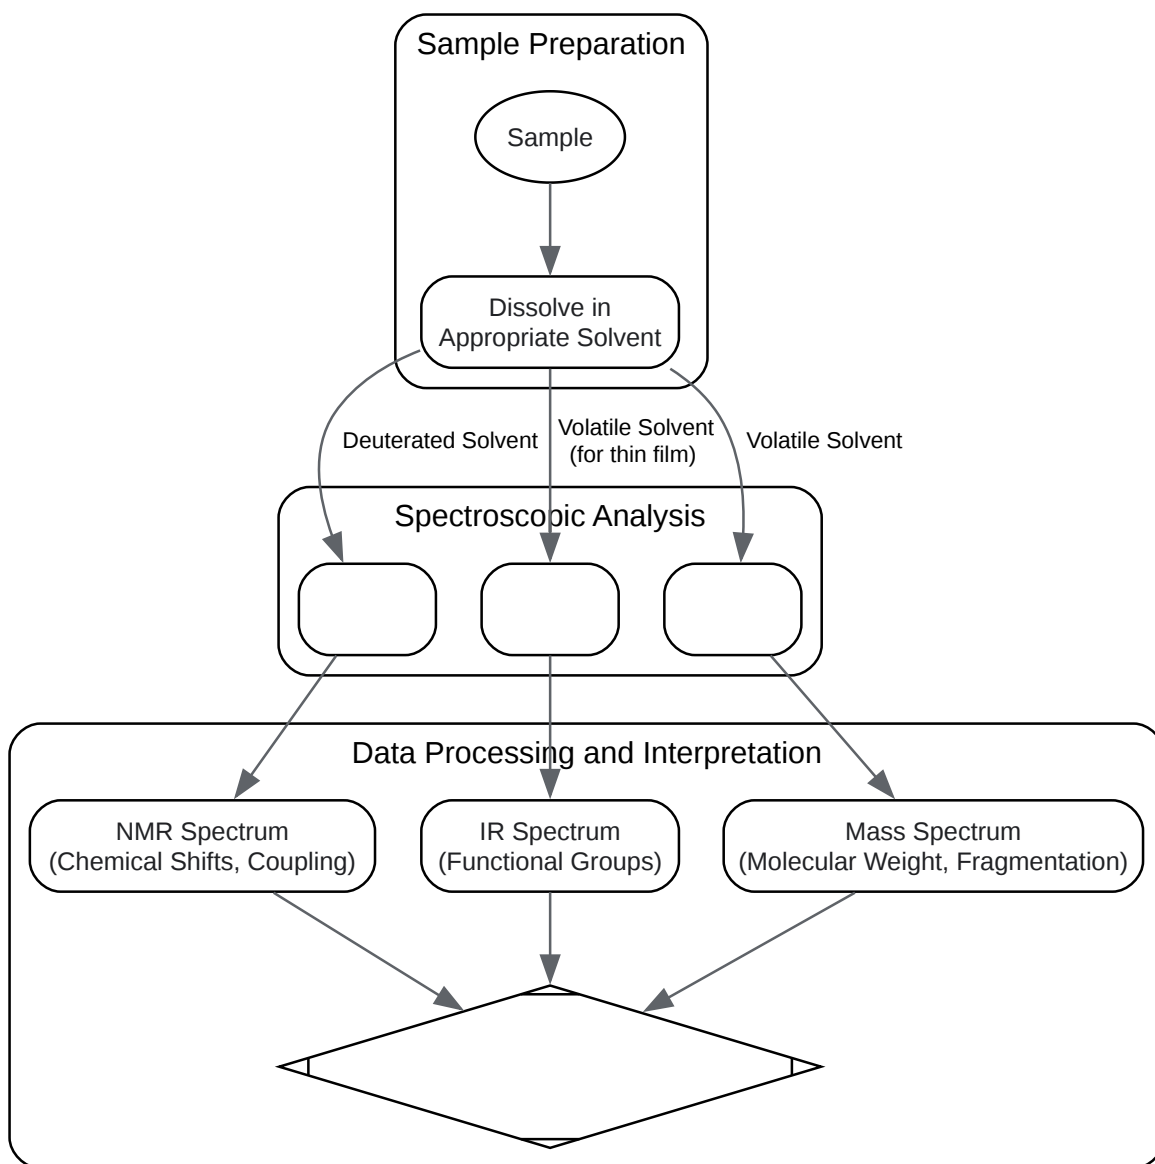 Sample Preparation
Sample
Dissolve in
Appropriate Solvent
Deuterated Solvent
Volatile Solvent
(for thin film)
Volatile Solvent
Spectroscopic Analysis
Data Processing and Interpretation
NMR Spectrum
(Chemical Shifts, Coupling)
IR Spectrum
(Functional Groups)
Mass Spectrum
(Molecular Weight, Fragmentation)